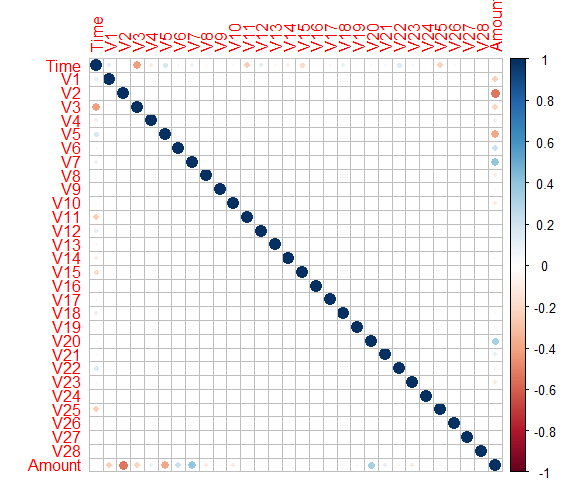 Time
V1
V2
V3
V4
V5
V6
V7
V8
V9
V10
V11
V12
V13
V14
V15
V16
V17
V18
V19
V20
V21
V22
V23
V24
V25
V26
V27
V28
Amount
Time
V1
V2
V3
V4
V5
V6
V7
V8
V9
V10
V11
V12
V13
V14
V15
V16
V17
V18
V19
V20
V21
V22
V23
V24
V25
V26
V27
V28
Amount
1
0.8
0.6
0.4
0.2
0
-0.2
-0.4
-0.6
-0.8
-1